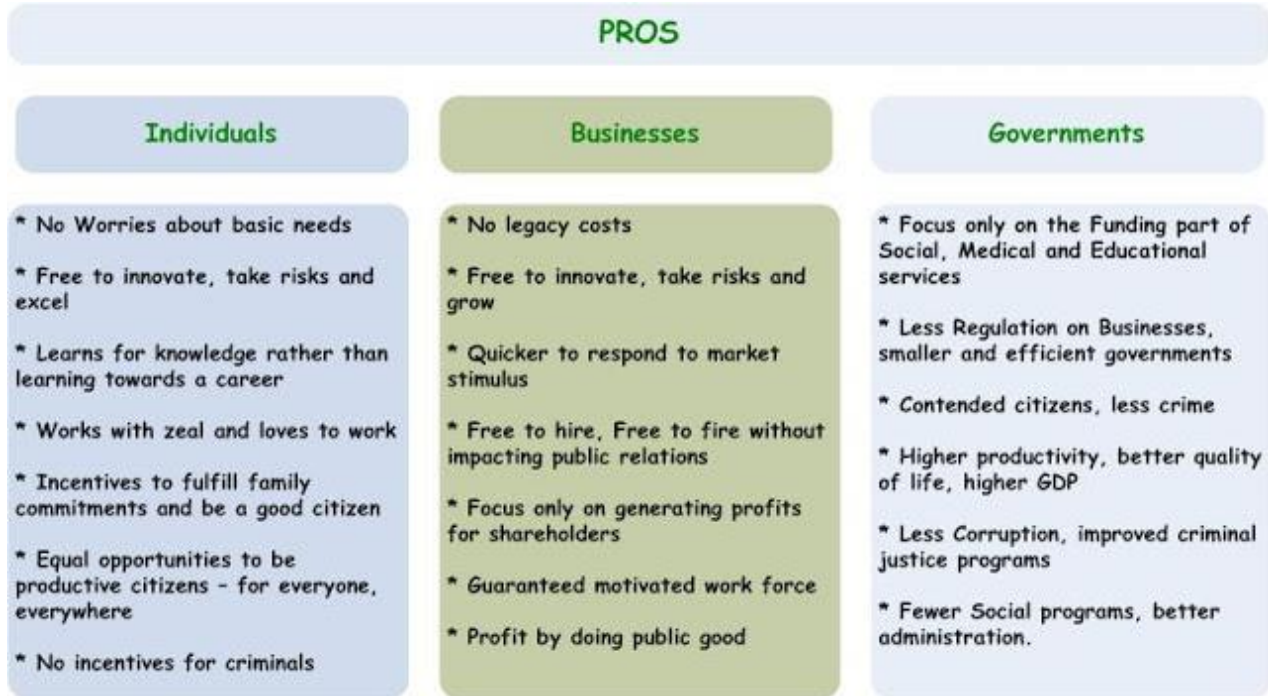 PROS
Individuals
* No Worries about basic needs
* Free to innovate, take risks and
excel
* Learns for knowledge rather than
learning towards a career
* Works with zeal and loves to work
* Incentives to fulfill family
commitments and be a good citizen
* Equal opportunities to be
productive citizens – for everyone,
everywhere
* No incentives for criminals
Businesses
* No legacy costs
* Free to innovate, take risks and
grow
* Quicker to respond to market
stimulus
* Free to hire, Free to fire without
impacting public relations
* Focus only on generating profits
for shareholders
* Guaranteed motivated work force
* Profit by doing public good
Governments
* Focus only on the Funding part of
Social, Medical and Educational
services
* Less Regulation on Businesses,
smaller and efficient governments
* Contended citizens, less crime
* Higher productivity, better quality
of life, higher GDP
* Less Corruption, improved criminal
justice programs
* Fewer Social programs, better
administration.